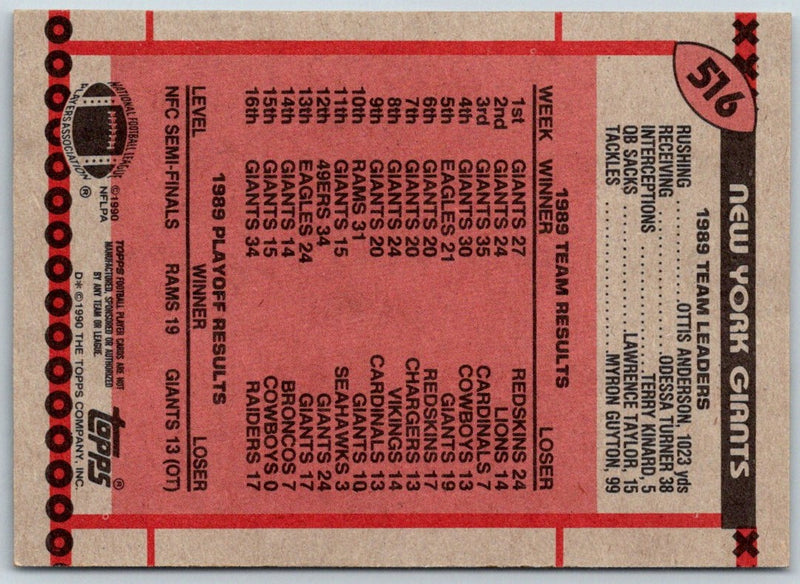 516
NEW YORK GIANTS
1989 TEAM LEADERS
RUSHING ..... OTTIS ANDERSON, 1023 yds
RECEIVING ..... ODESSA TURNER 38
INTERCEPTIONS ..... TERRY KINARD, 5
QB SACKS ..... LAWRENCE TAYLOR, 15
TACKLES ..... MYRON GUYTON, 99
1989 TEAM RESULTS
WEEK WINNER LOSER
1st GIANTS 27 REDSKINS 24
2nd GIANTS 24 LIONS 14
3rd GIANTS 35 CARDINALS 7
4th GIANTS 30 COWBOYS 13
5th EAGLES 21 GIANTS 19
6th GIANTS 20 REDSKINS 17
7th GIANTS 20 CHARGERS 13
8th GIANTS 24 VIKINGS 14
9th GIANTS 20 CARDINALS 13
10th RAMS 31 GIANTS 10
11th GIANTS 15 SEAHAWKS 3
12th 49ERS 34 GIANTS 24
13th EAGLES 24 GIANTS 17
14th GIANTS 14 BRONCOS 7
15th GIANTS 15 COWBOYS 0
16th GIANTS 34 RAIDERS 17
1989 PLAYOFF RESULTS
LEVEL WINNER LOSER
NFC SEMI-FINALS RAMS 19 GIANTS 13 (OT)
NATIONAL FOOTBALL LEAGUE
PLAYERS ASSOCIATION ®
©1990
NFLPA
TOPPS FOOTBALL PLAYER CARDS ARE NOT
MANUFACTURED, SPONSORED OR AUTHORIZED
BY ANY TEAM OR LEAGUE.
D* ©1990 THE TOPPS COMPANY, INC.
topps ®